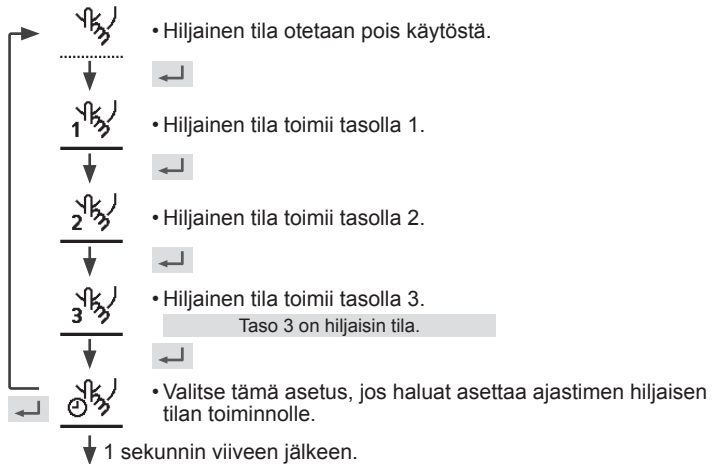 • Hiljainen tila otetaan pois käytöstä.
1
• Hiljainen tila toimii tasolla 1.
2
• Hiljainen tila toimii tasolla 2.
3
• Hiljainen tila toimii tasolla 3.
Taso 3 on hiljaisin tila.
• Valitse tämä asetus, jos haluat asettaa ajastimen hiljaisen
tilan toiminnolle.
1 sekunnin viiveen jälkeen.